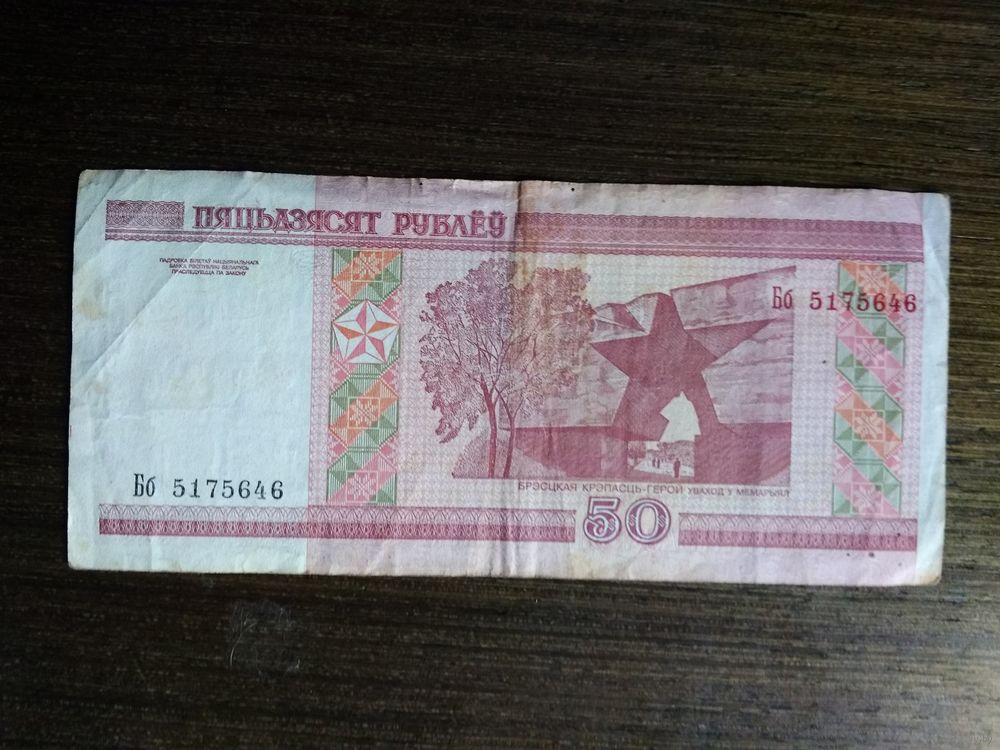 ПЯЦЬДЗЯСЯТ РУБЛЁЎ
ПАДРОБКА БІЛЕТАЎ НАЦЫЯНАЛЬНАГА
БАНКА РЭСПУБЛІКІ БЕЛАРУСЬ
ПРАСЛЕДУЕЦЦА ПА ЗАКОНУ
Бб 5175646
Бб 5175646
БРЭСЦКАЯ КРЭПАСЦЬ-ГЕРОЙ УВАХОД У МЕМАРЫЯЛ
50